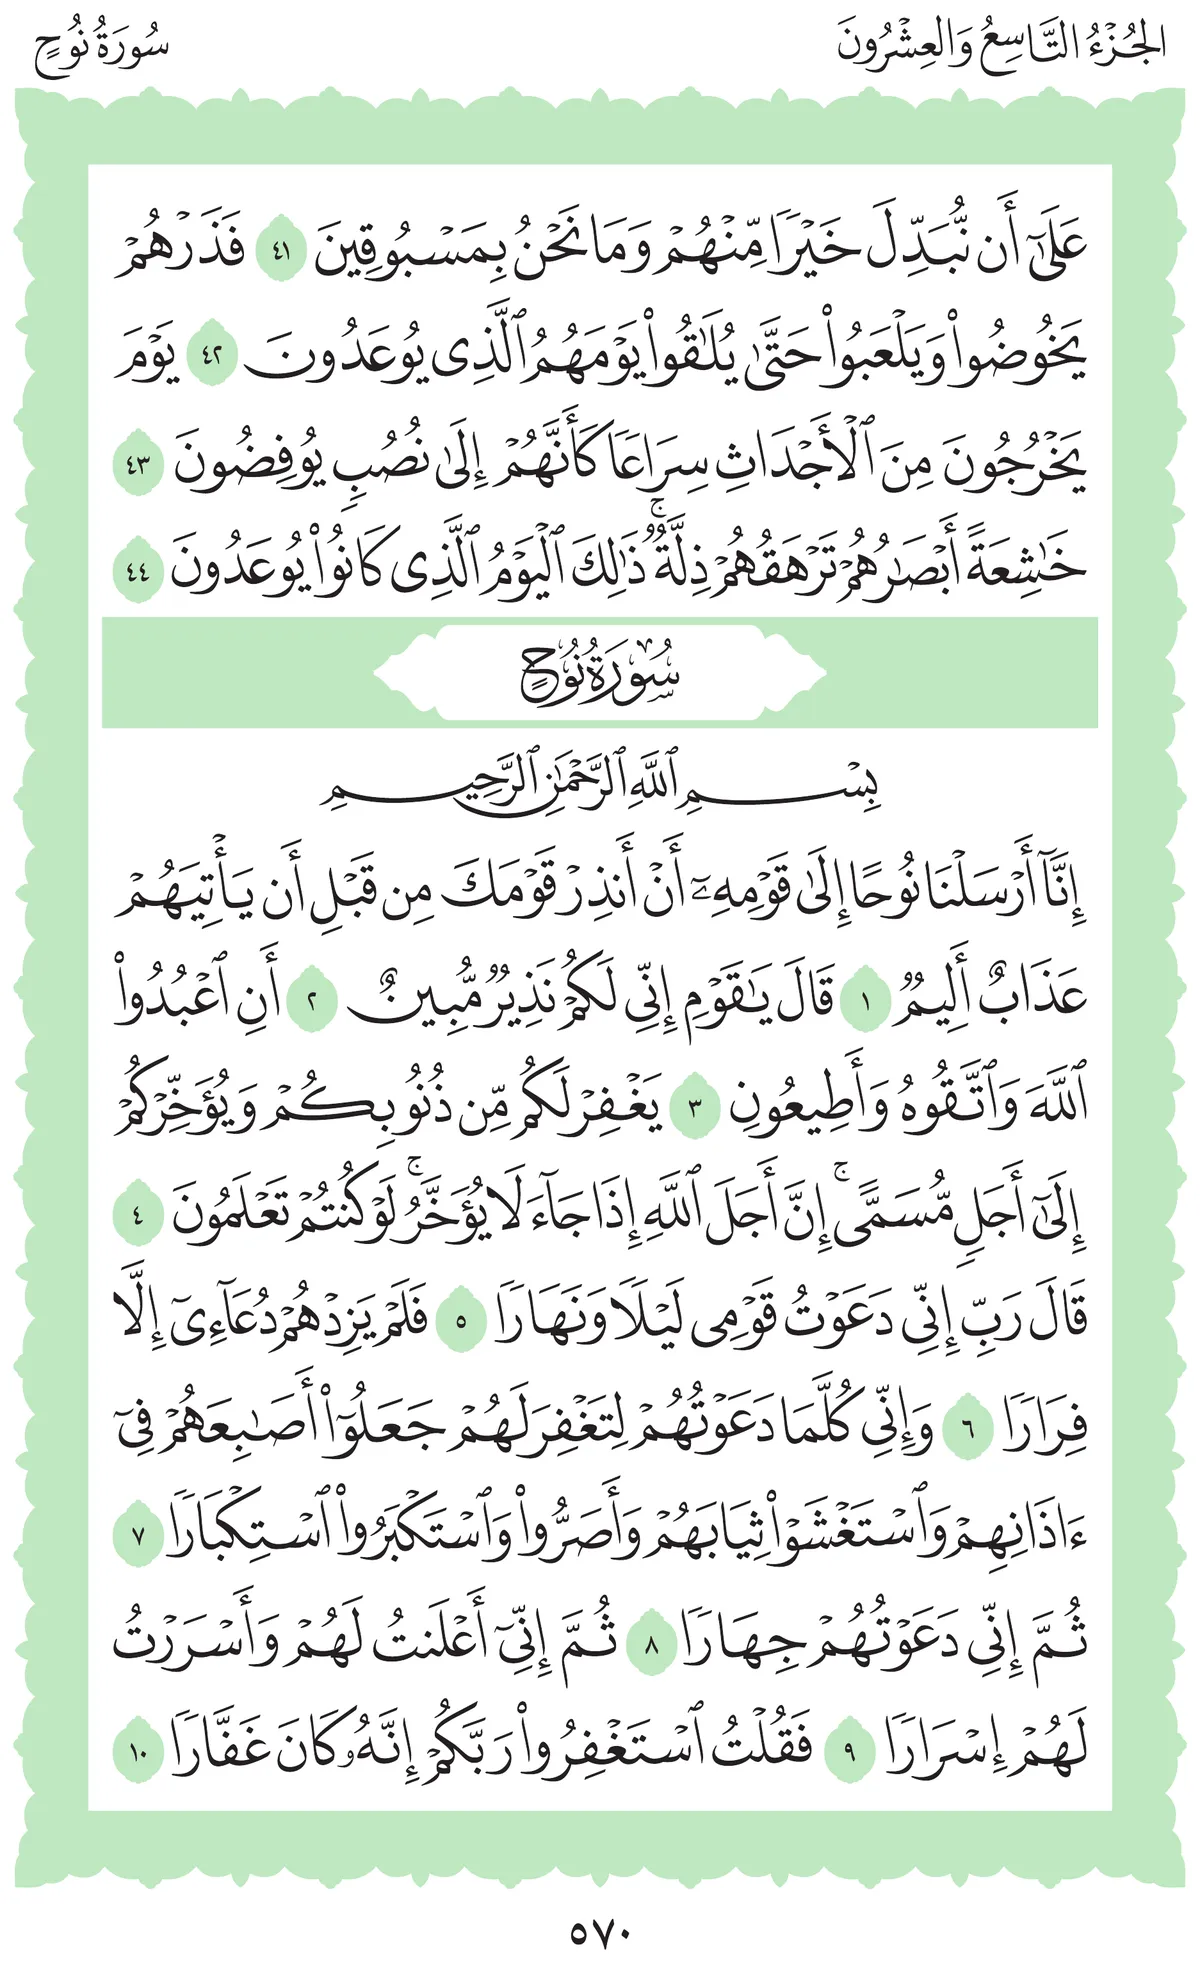 الجُزْءُ التَّاسِعُ وَالعِشْرُونَ
سُورَةُ نُوحٍ
عَلَىٰٓ أَن نُّبَدِّلَ خَيْرًا مِّنْهُمْ وَمَا نَحْنُ بِمَسْبُوقِينَ ٤١ فَذَرْهُمْ
يَخُوضُوا۟ وَيَلْعَبُوا۟ حَتَّىٰ يُلَـٰقُوا۟ يَوْمَهُمُ ٱلَّذِى يُوعَدُونَ ٤٢ يَوْمَ
يَخْرُجُونَ مِنَ ٱلْأَجْدَاثِ سِرَاعًا كَأَنَّهُمْ إِلَىٰ نُصُبٍ يُوفِضُونَ ٤٣
خَـٰشِعَةً أَبْصَـٰرُهُمْ تَرْهَقُهُمْ ذِلَّةٌ ۚ ذَٰلِكَ ٱلْيَوْمُ ٱلَّذِى كَانُوا۟ يُوعَدُونَ ٤٤
سُورَةُ نُوحٍ
بِسْمِ ٱللَّهِ ٱلرَّحْمَـٰنِ ٱلرَّحِيمِ
إِنَّآ أَرْسَلْنَا نُوحًا إِلَىٰ قَوْمِهِۦٓ أَنْ أَنذِرْ قَوْمَكَ مِن قَبْلِ أَن يَأْتِيَهُمْ
عَذَابٌ أَلِيمٌ ١ قَالَ يَـٰقَوْمِ إِنِّى لَكُمْ نَذِيرٌ مُّبِينٌ ٢ أَنِ ٱعْبُدُوا۟
ٱللَّهَ وَٱتَّقُوهُ وَأَطِيعُونِ ٣ يَغْفِرْ لَكُم مِّن ذُنُوبِكُمْ وَيُؤَخِّرْكُمْ
إِلَىٰٓ أَجَلٍ مُّسَمًّى ۚ إِنَّ أَجَلَ ٱللَّهِ إِذَا جَآءَ لَا يُؤَخَّرُ ۚ لَوْ كُنتُمْ تَعْلَمُونَ ٤
قَالَ رَبِّ إِنِّى دَعَوْتُ قَوْمِى لَيْلًا وَنَهَارًا ٥ فَلَمْ يَزِدْهُمْ دُعَآءِىٓ إِلَّا
فِرَارًا ٦ وَإِنِّى كُلَّمَا دَعَوْتُهُمْ لِتَغْفِرَ لَهُمْ جَعَلُوٓا۟ أَصَـٰبِعَهُمْ فِىٓ
ءَاذَانِهِمْ وَٱسْتَغْشَوْا۟ ثِيَابَهُمْ وَأَصَرُّوا۟ وَٱسْتَكْبَرُوا۟ ٱسْتِكْبَارًا ٧
ثُمَّ إِنِّى دَعَوْتُهُمْ جِهَارًا ٨ ثُمَّ إِنِّىٓ أَعْلَنتُ لَهُمْ وَأَسْرَرْتُ
لَهُمْ إِسْرَارًا ٩ فَقُلْتُ ٱسْتَغْفِرُوا۟ رَبَّكُمْ إِنَّهُۥ كَانَ غَفَّارًا ١٠
٥٧٠